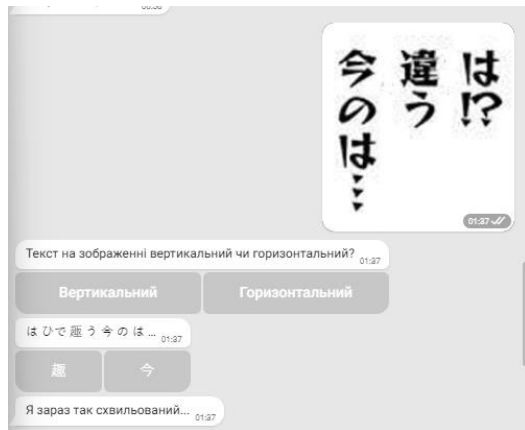 は!?
違う
今のは…
01:37
Текст на зображенні вертикальний чи горизонтальний? 01:37
Вертикальний
Горизонтальний
は ひで 趣 う 今 の は ... 01:37
趣
今
Я зараз так схвильований... 01:37